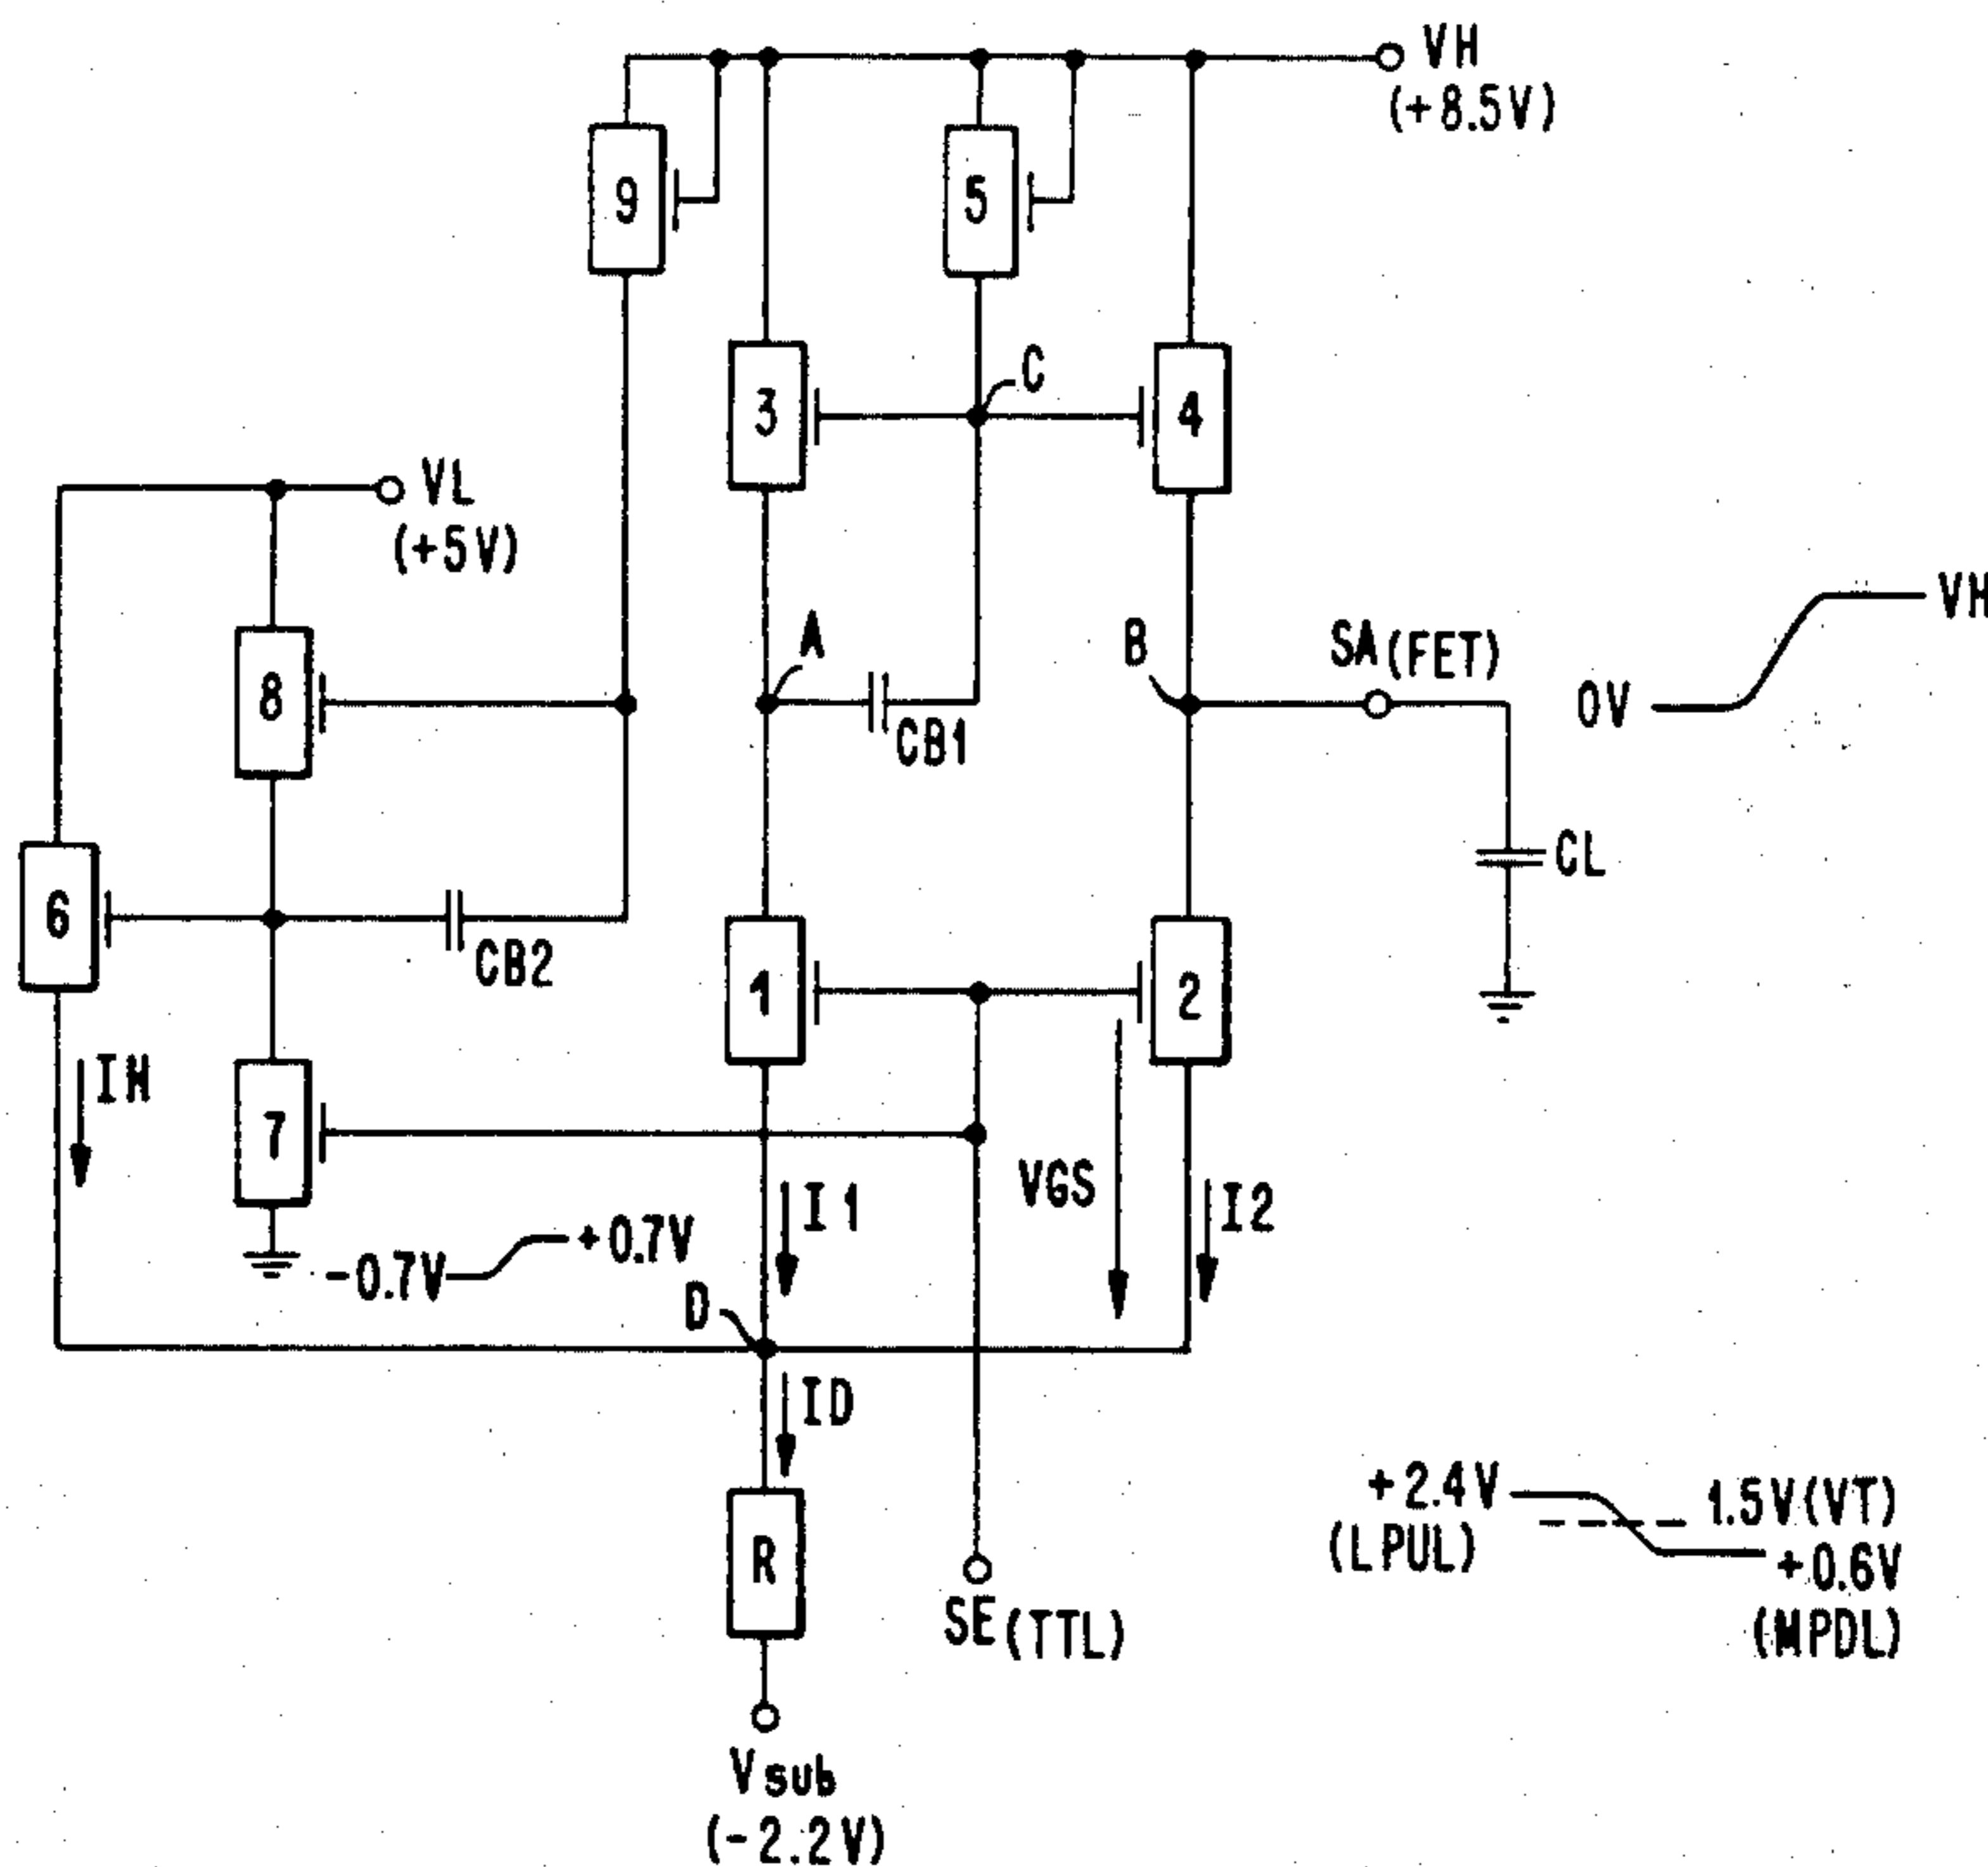 VH
(+8.5V)
9
5
C
3
4
VL
(+5V)
VH
A
B
SA (FET)
0V
8
CB1
CL
6
CB2
1
2
IH
7
VGS
I1
I2
+0.7V
-0.7V
D
ID
+2.4V
1.5V(VT)
(LPUL)
+0.6V
R
SE (TTL)
(MPDL)
Vsub
(-2.2V)